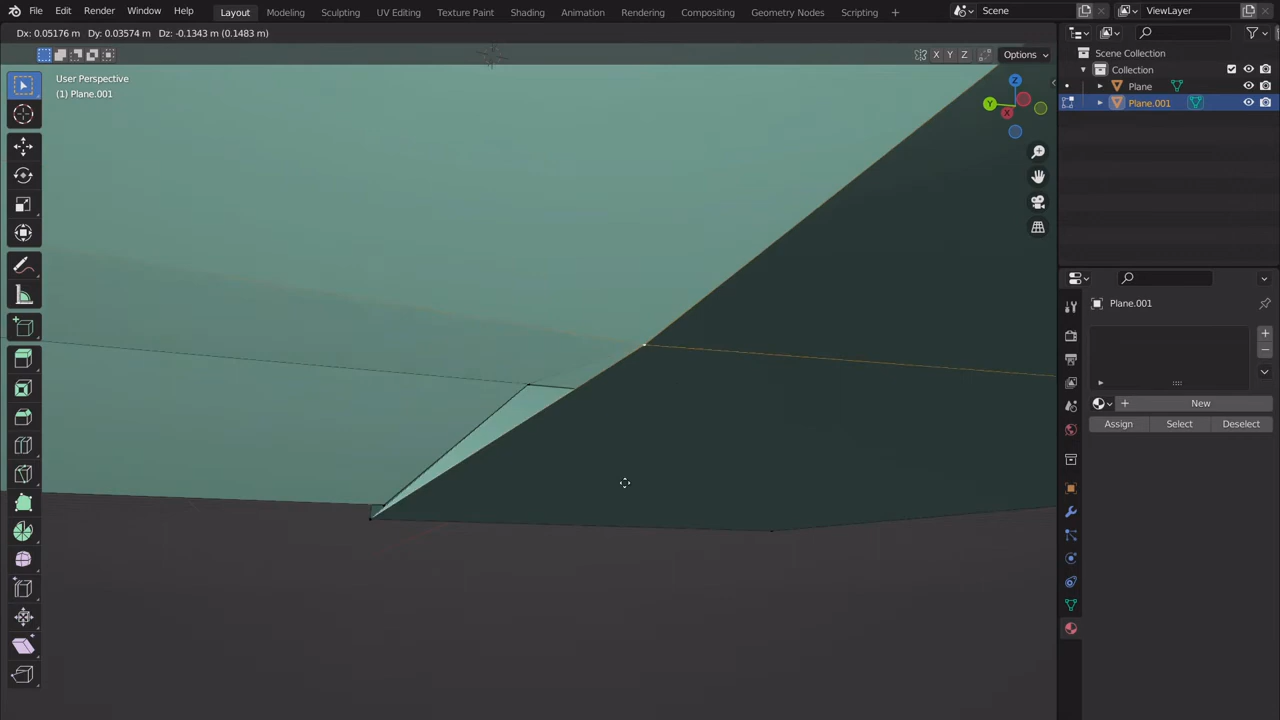 File Edit Render Window Help Layout Modeling Sculpting UV Editing Texture Paint Shading Animation Rendering Compositing Geometry Nodes Scripting + Scene ViewLayer
Dx: 0.05176 m Dy: 0.03574 m Dz: -0.1343 m (0.1483 m)
X Y Z Options
User Perspective
(1) Plane.001
Z
Y
X
Scene Collection
Collection
Plane
Plane.001
Plane.001
+ New
Assign Select Deselect